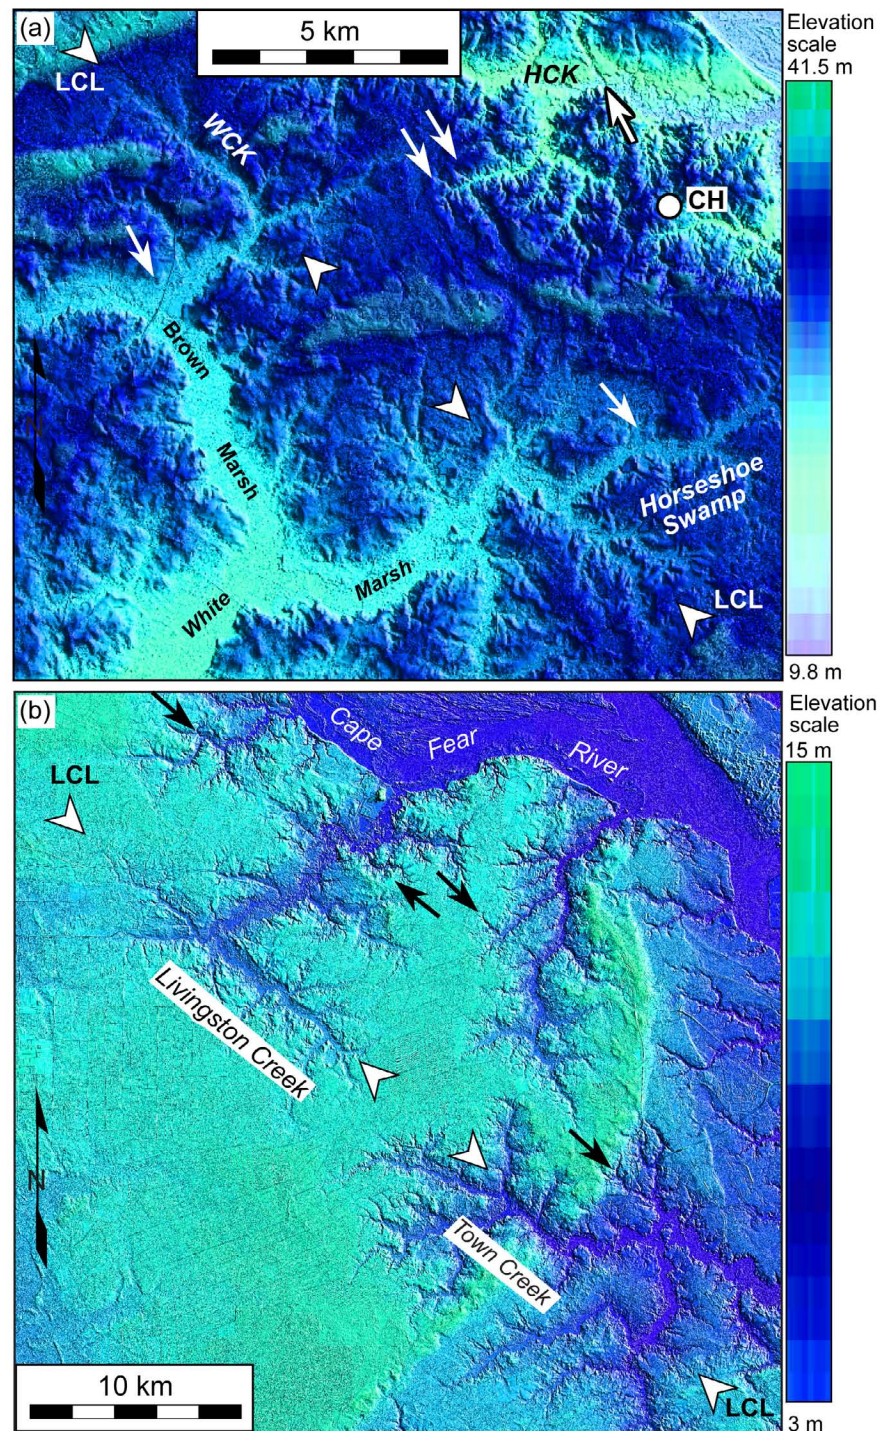 (a)
5 km
Elevation
scale
41.5 m
LCL
HCK
WCK
CH
Brown
Marsh
N
Horseshoe
Swamp
White
Marsh
LCL
9.8 m
(b)
Elevation
scale
15 m
Cape
Fear
River
LCL
Livingston Creek
N
Town Creek
10 km
LCL
3 m